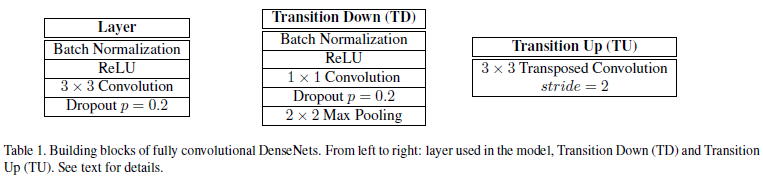 Layer
Batch Normalization
ReLU
3 × 3 Convolution
Dropout p = 0.2
Transition Down (TD)
Batch Normalization
ReLU
1 × 1 Convolution
Dropout p = 0.2
2 × 2 Max Pooling
Transition Up (TU)
3 × 3 Transposed Convolution
stride = 2
Table 1. Building blocks of fully convolutional DenseNets. From left to right: layer used in the model, Transition Down (TD) and Transition
Up (TU). See text for details.